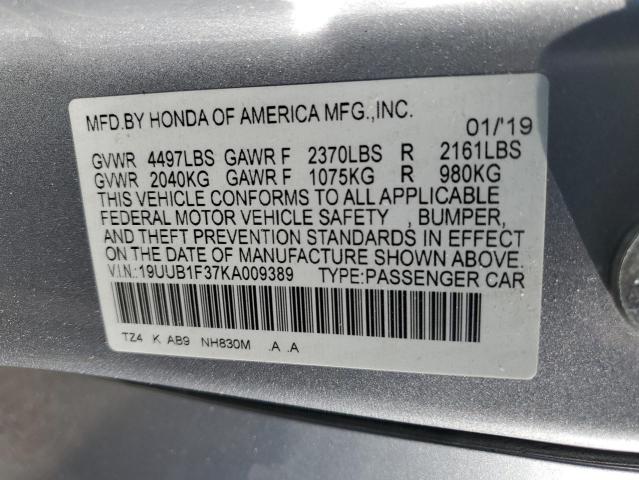 MFD.BY HONDA OF AMERICA MFG.,INC.
01/'19
GVWR 4497LBS GAWR F 2370LBS R 2161LBS
GVWR 2040KG GAWR F 1075KG R 980KG
THIS VEHICLE CONFORMS TO ALL APPLICABLE
FEDERAL MOTOR VEHICLE SAFETY , BUMPER,
AND THEFT PREVENTION STANDARDS IN EFFECT
ON THE DATE OF MANUFACTURE SHOWN ABOVE.
V.I.N.:19UUB1F37KA009389 TYPE:PASSENGER CAR
TZ4 K AB9 NH830M .A .A